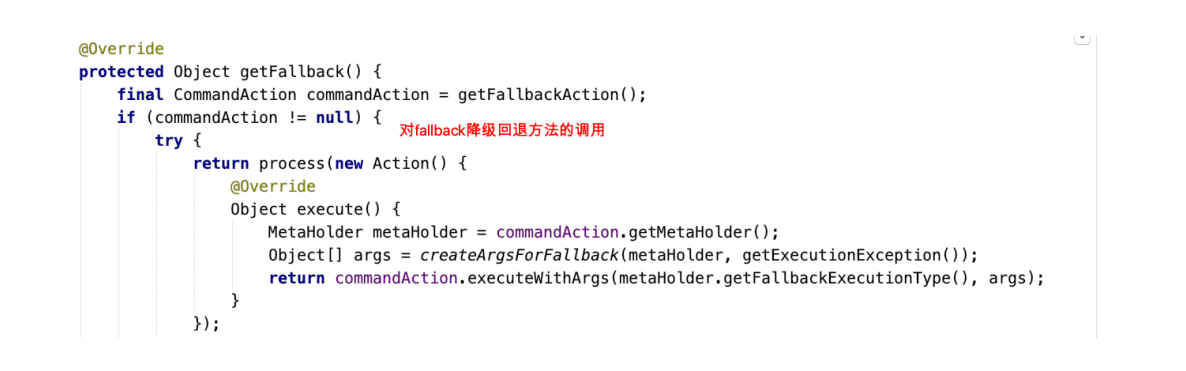 @Override
protected Object getFallback() {
final CommandAction commandAction = getFallbackAction();
if (commandAction != null) {
对fallback降级回退方法的调用
try {
return process(new Action() {
@Override
Object execute() {
MetaHolder metaHolder = commandAction.getMetaHolder();
Object[] args = createArgsForFallback(metaHolder, getExecutionException());
return commandAction.executeWithArgs(metaHolder.getFallbackExecutionType(), args);
}
});